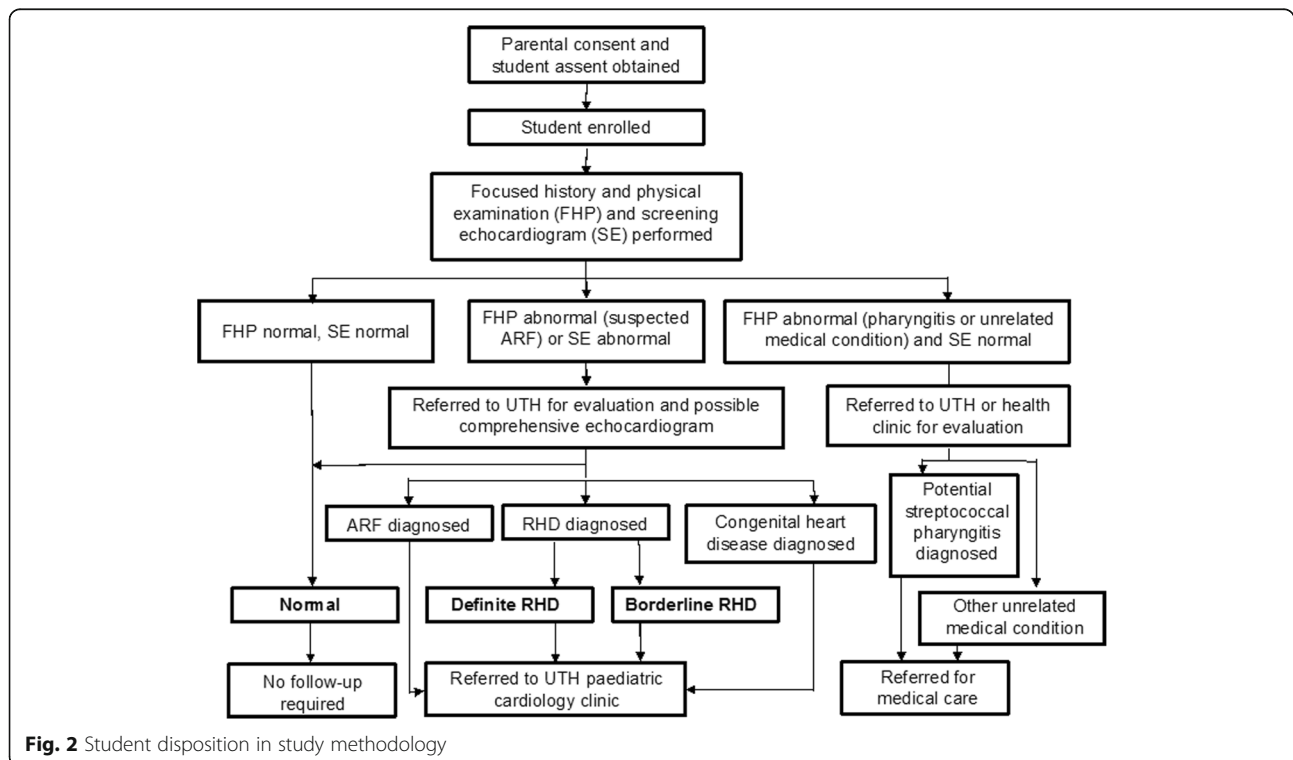 Parental consent and
student assent obtained
Student enrolled
Focused history and physical
examination (FHP) and screening
echocardiogram (SE) performed
FHP normal, SE normal
FHP abnormal (suspected
ARF) or SE abnormal
FHP abnormal (pharyngitis or unrelated
medical condition) and SE normal
Referred to UTH for evaluation and possible
comprehensive echocardiogram
Referred to UTH or health
clinic for evaluation
ARF diagnosed
RHD diagnosed
Congenital heart
disease diagnosed
Potential
streptococcal
pharyngitis
diagnosed
Normal
Definite RHD
Borderline RHD
Other unrelated
medical condition
No follow-up
required
Referred to UTH paediatric
cardiology clinic
Referred for
medical care
Fig. 2 Student disposition in study methodology